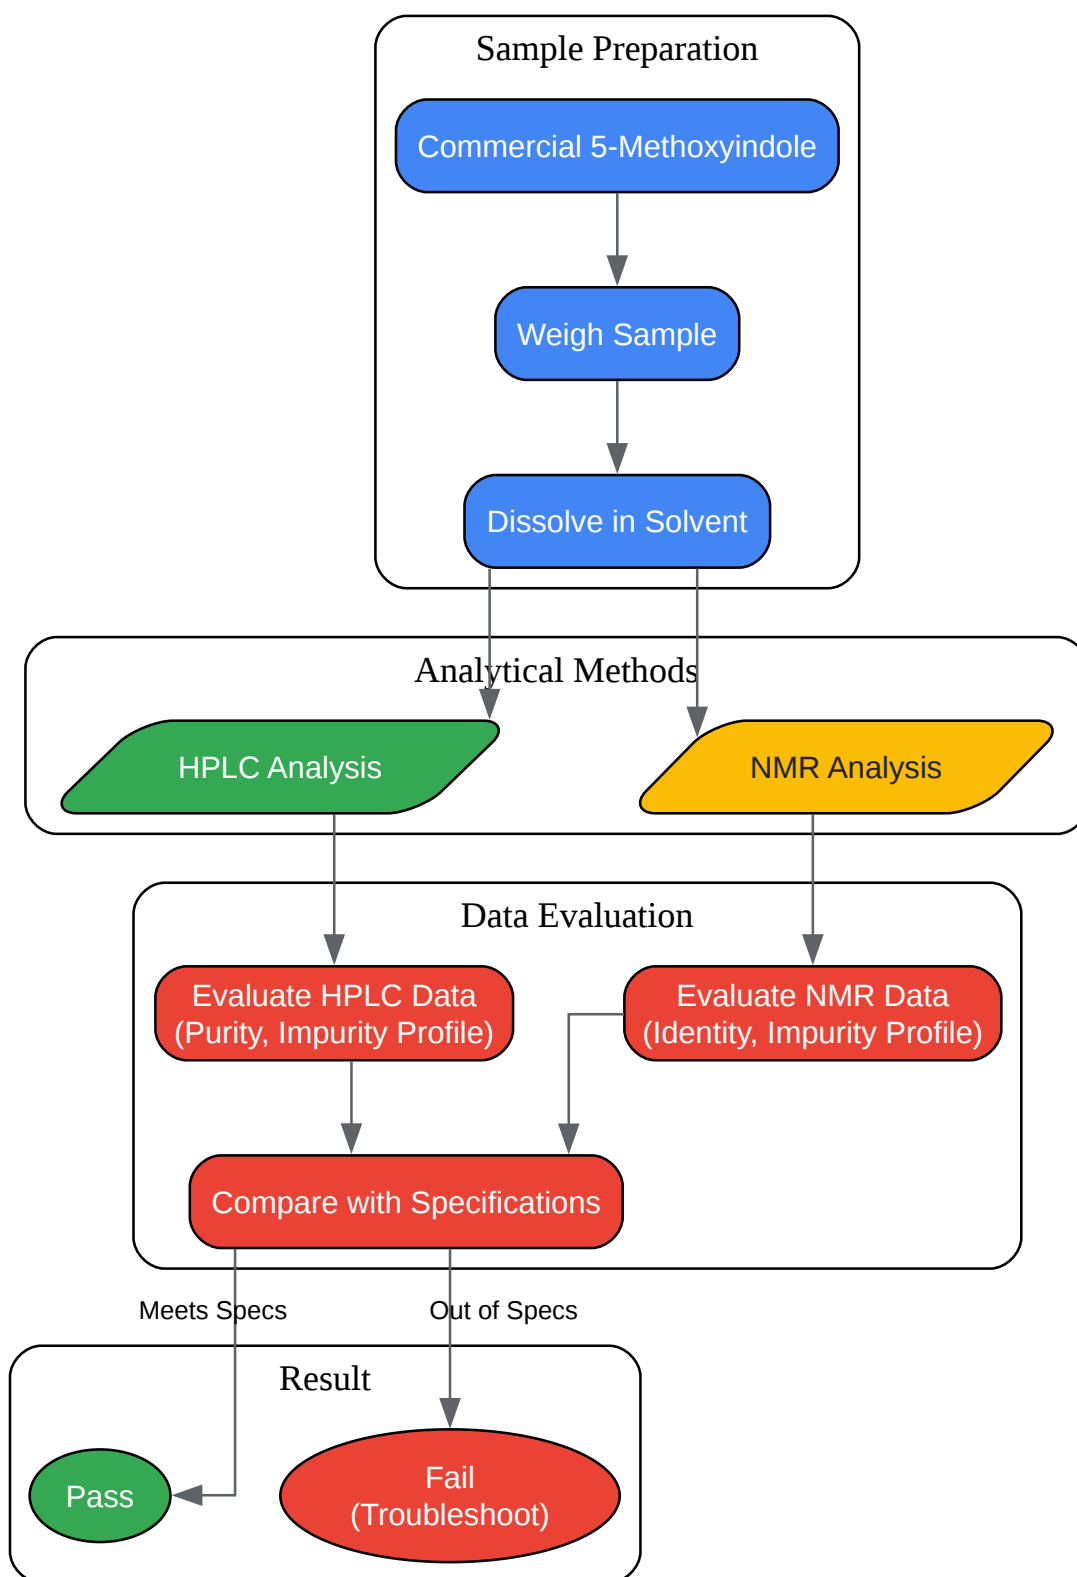 Sample Preparation
Commercial 5-Methoxyindole
Weigh Sample
Dissolve in Solvent
Analytical Methods
HPLC Analysis
NMR Analysis
Data Evaluation
Evaluate HPLC Data
(Purity, Impurity Profile)
Evaluate NMR Data
(Identity, Impurity Profile)
Compare with Specifications
Meets Specs
Out of Specs
Result
Pass
Fail
(Troubleshoot)